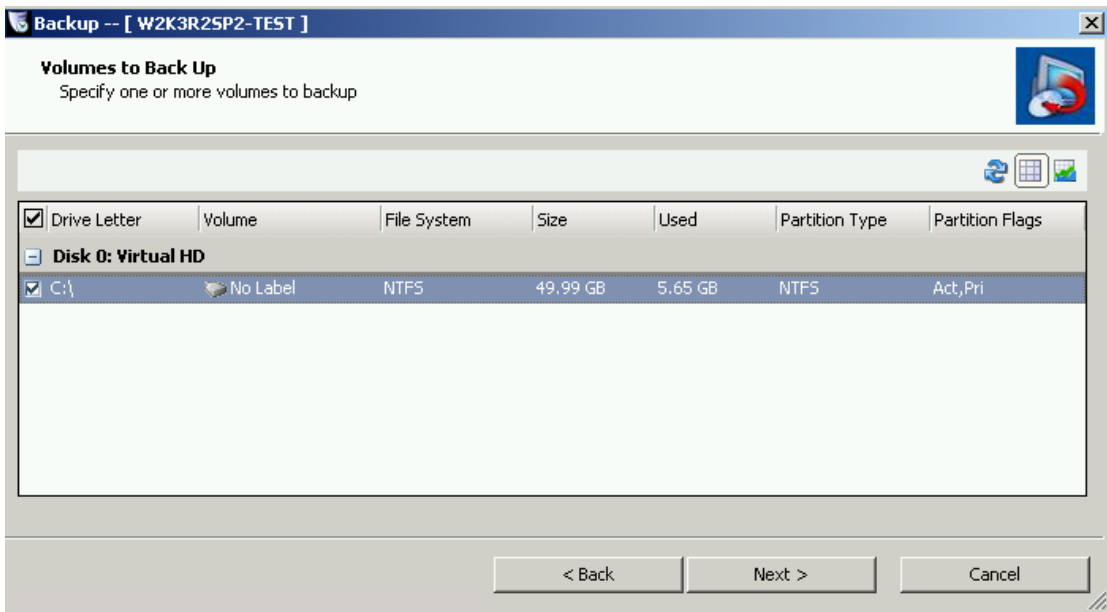 Backup -- [ W2K3R2SP2-TEST ]
Volumes to Back Up
Specify one or more volumes to backup
Drive Letter Volume File System Size Used Partition Type Partition Flags
Disk 0: Virtual HD
C:\ No Label NTFS 49.99 GB 5.65 GB NTFS Act,Pri
< Back Next > Cancel